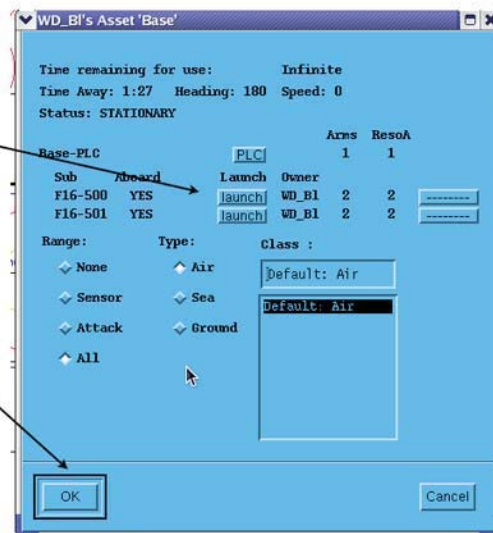 WD_Bl's Asset 'Base'
Time remaining for use: Infinite
Time Away: 1:27 Heading: 180 Speed: 0
Status: STATIONARY
Arms ResoA
Base-PLC PLC 1 1
Sub Aboard Launch Owner
F16-500 YES launch WD_Bl 2 2 --------
F16-501 YES launch WD_Bl 2 2 --------
Range: Type: Class :
None Air Default: Air
Sensor Sea Default: Air
Attack Ground
All
OK Cancel